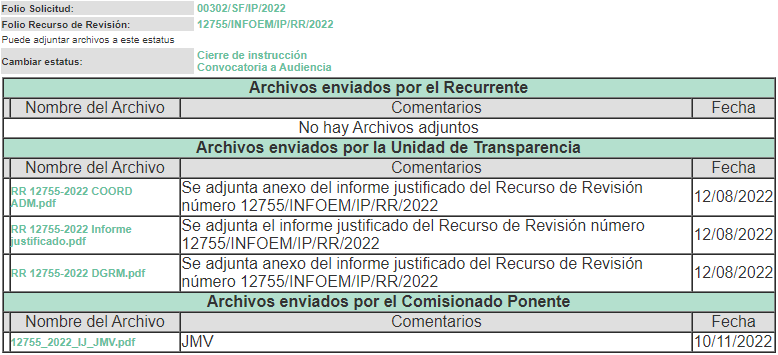 Folio Solicitud: 00302/SF/IP/2022
Folio Recurso de Revisión: 12755/INFOEM/IP/RR/2022
Puede adjuntar archivos a este estatus
Cambiar estatus: Cierre de instrucción
Convocatoria a Audiencia
Archivos enviados por el Recurrente
Nombre del Archivo Comentarios Fecha
No hay Archivos adjuntos
Archivos enviados por la Unidad de Transparencia
Nombre del Archivo Comentarios Fecha
RR 12755-2022 COORD ADM.pdf Se adjunta anexo del informe justificado del Recurso de Revisión número 12755/INFOEM/IP/RR/2022 12/08/2022
RR 12755-2022 Informe justificado.pdf Se adjunta el informe justificado del Recurso de Revisión número 12755/INFOEM/IP/RR/2022 12/08/2022
RR 12755-2022 DGRM.pdf Se adjunta anexo del informe justificado del Recurso de Revisión número 12755/INFOEM/IP/RR/2022 12/08/2022
Archivos enviados por el Comisionado Ponente
Nombre del Archivo Comentarios Fecha
12755_2022_IJ_JMV.pdf JMV 10/11/2022